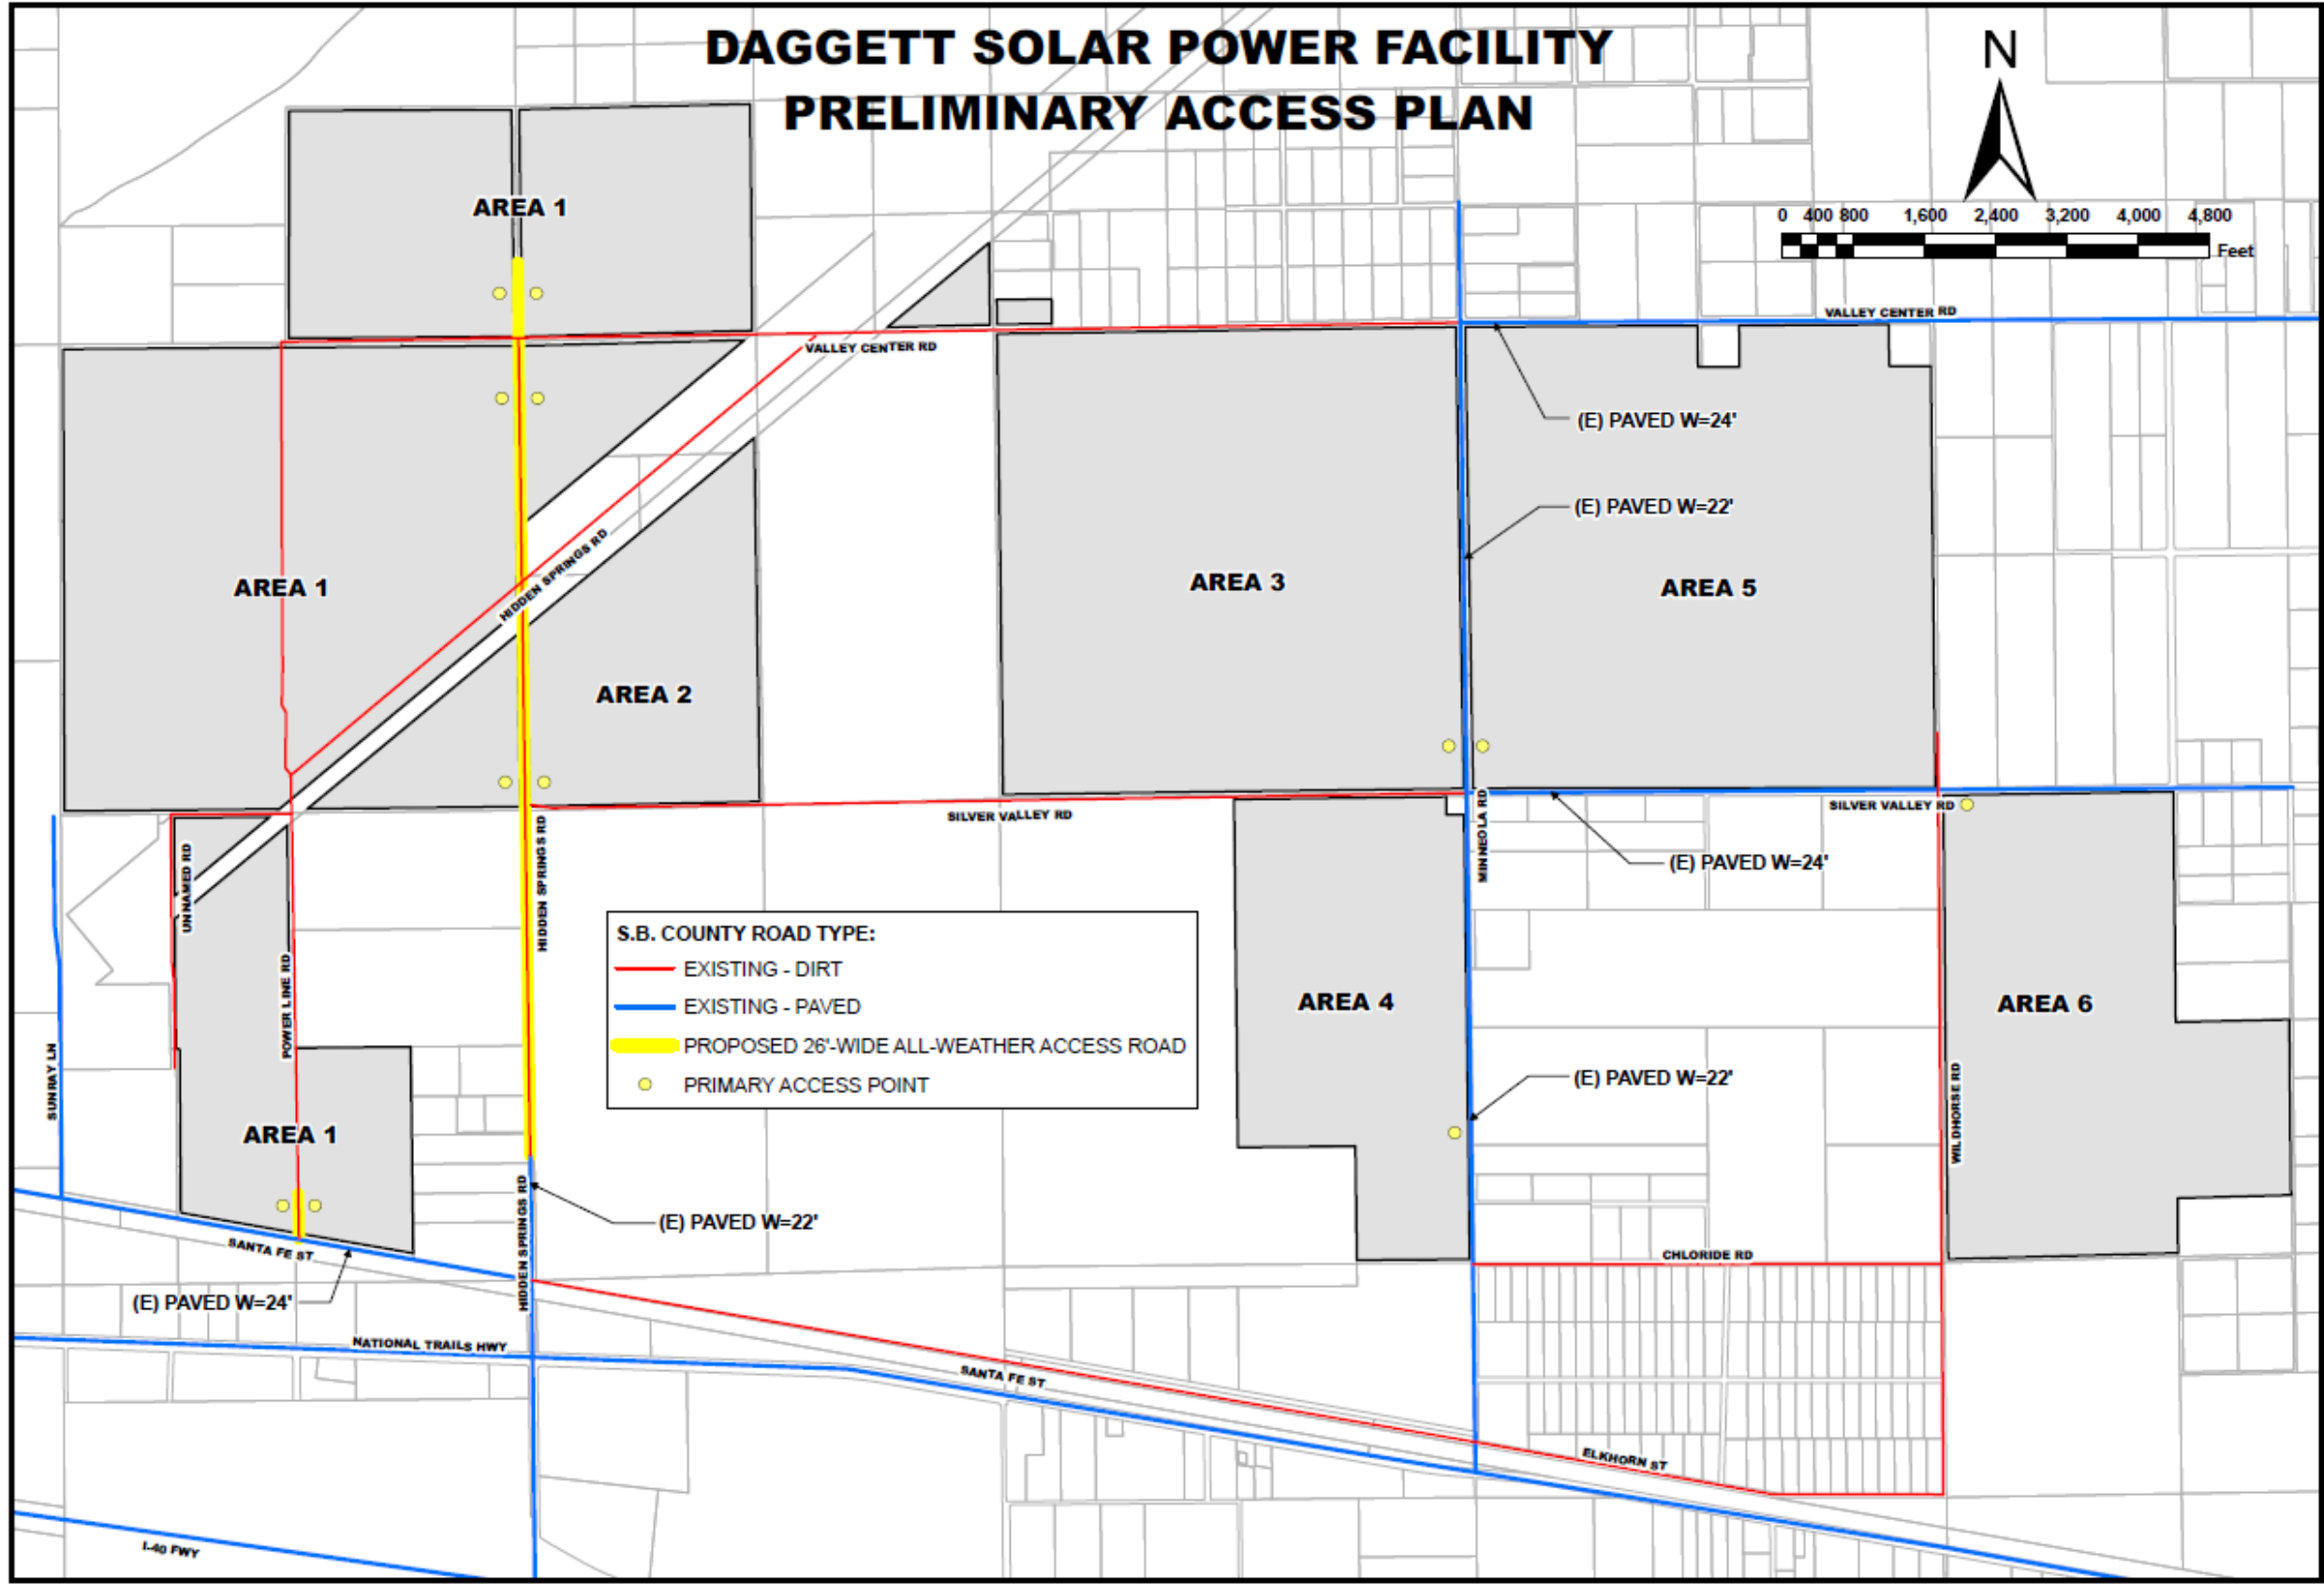 DAGGETT SOLAR POWER FACILITY
PRELIMINARY ACCESS PLAN
N
0 400 800 1,600 2,400 3,200 4,000 4,800
Feet
AREA 1
VALLEY CENTER RD
VALLEY CENTER RD
(E) PAVED W=24'
(E) PAVED W=22'
HIDDEN SPRINGS RD
AREA 1
AREA 3
AREA 5
AREA 2
SILVER VALLEY RD
SILVER VALLEY RD
MINNEOLA RD
(E) PAVED W=24'
UNNAMED RD
HIDDEN SPRINGS RD
POWER LINE RD
S.B. COUNTY ROAD TYPE:
EXISTING - DIRT
EXISTING - PAVED
PROPOSED 26'-WIDE ALL-WEATHER ACCESS ROAD
PRIMARY ACCESS POINT
AREA 4
AREA 6
SUNRAY LN
(E) PAVED W=22'
WILDHORSE RD
AREA 1
HIDDEN SPRINGS RD
(E) PAVED W=22'
SANTA FE ST
CHLORIDE RD
(E) PAVED W=24'
NATIONAL TRAILS HWY
SANTA FE ST
ELKHORN ST
I-40 FWY